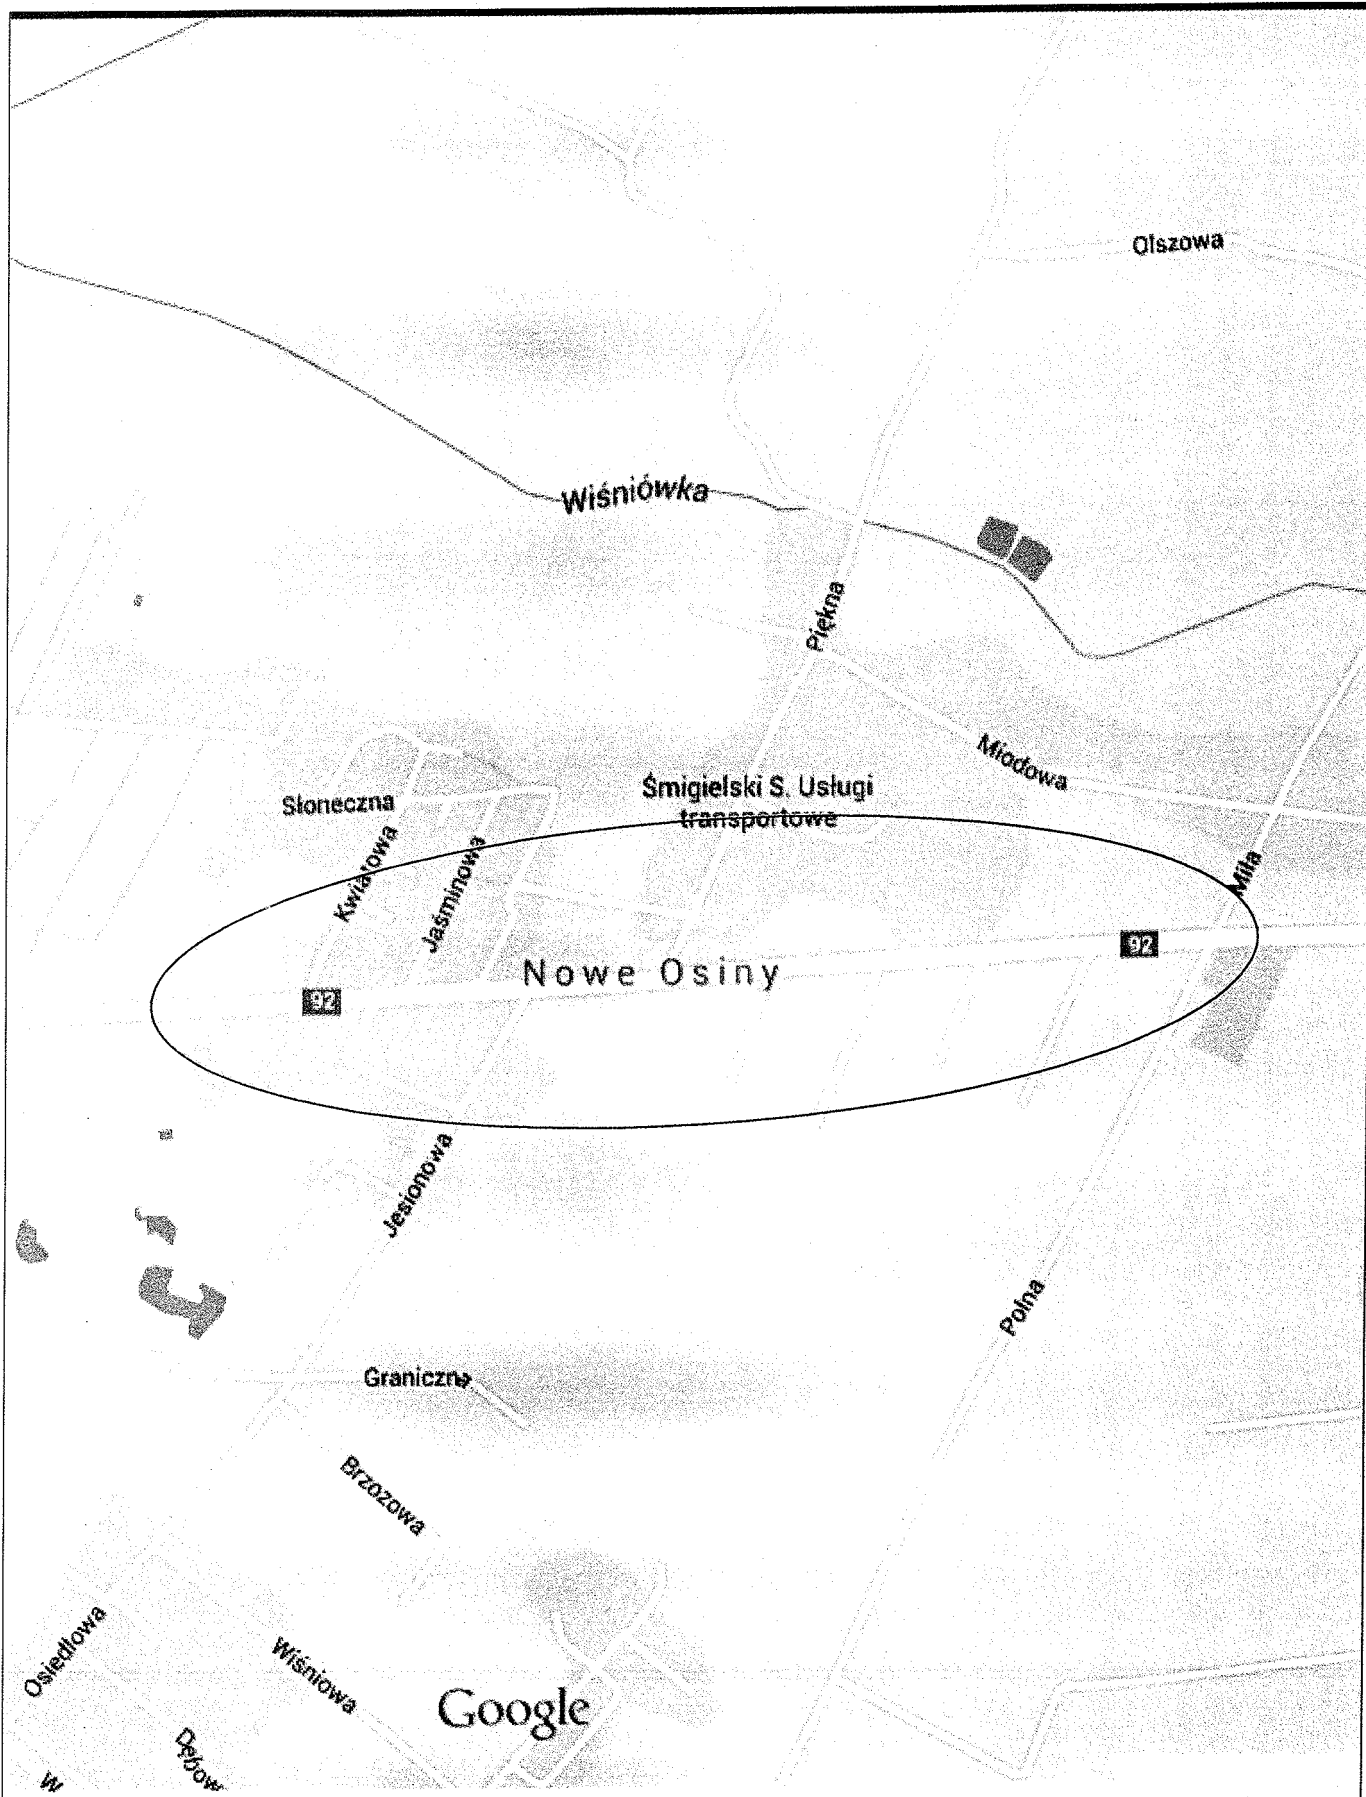 Olszowa
Wiśniówka
Piękna
Miodowa
Śmigielski S. Usługi
transportowe
Słoneczna
Kwiatowa
Jaśminowa
Miła
92
Nowe Osiny
92
Jesionowa
Polna
Graniczna
Brzozowa
Osiedlowa
Wiśniowa
Google
Dębow
W